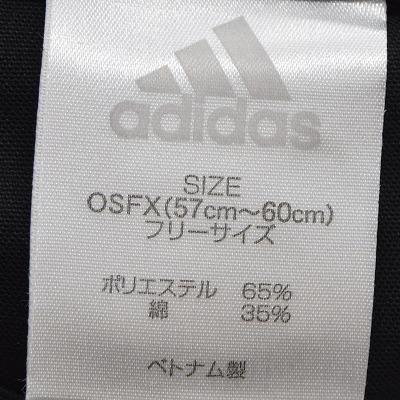 adidas
SIZE
OSFX(57cm〜60cm)
フリーサイズ
ポリエステル 65%
綿 35%
ベトナム製